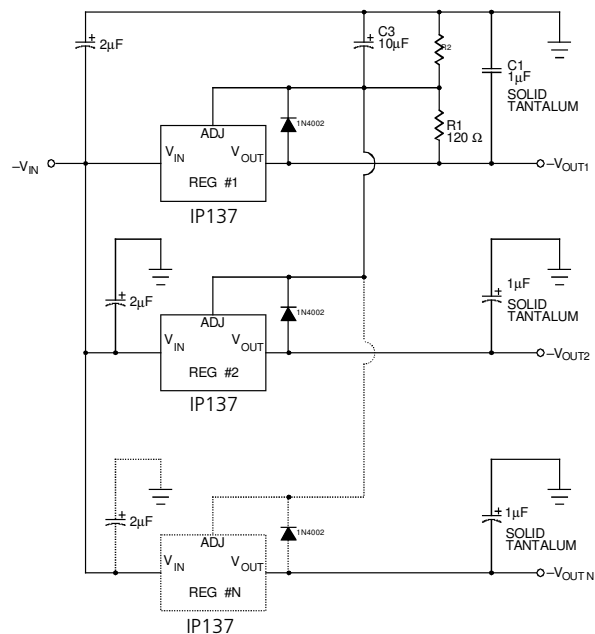 2µF
C3
10µF
R2
C1
1µF
SOLID
TANTALUM
ADJ
1N4002
R1
120 Ω
–VIN
VIN
VOUT
–VOUT1
REG #1
IP137
2µF
ADJ
1N4002
1µF
SOLID
TANTALUM
VIN
VOUT
–VOUT2
REG #2
IP137
2µF
ADJ
1N4002
1µF
SOLID
TANTALUM
VIN
VOUT
–VOUT N
REG #N
IP137